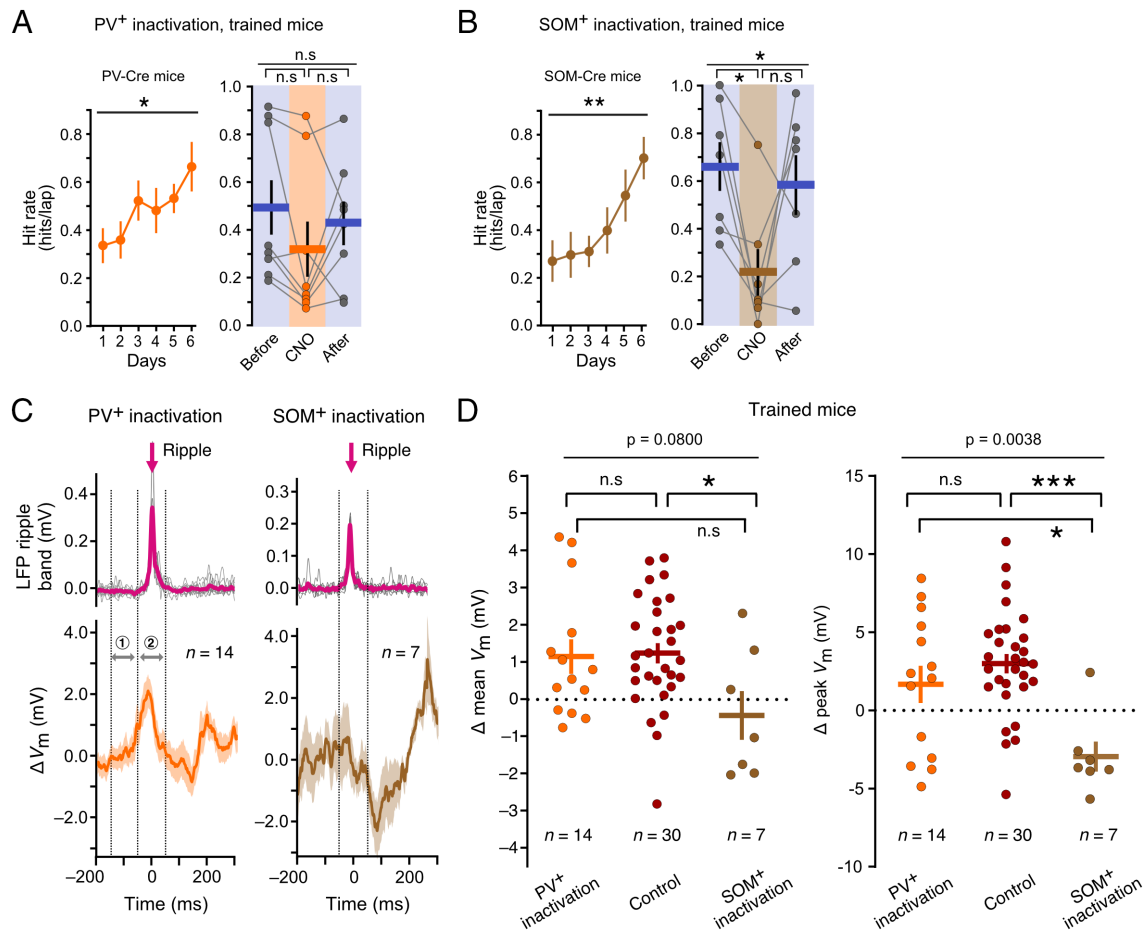 A
PV+ inactivation, trained mice
PV-Cre mice
*
Hit rate
(hits/lap)
0.8
0.6
0.4
0.2
0.0
1 2 3 4 5 6
Days
n.s
n.s n.s
1.0
0.8
0.6
0.4
0.2
0.0
Before
CNO
After
B
SOM+ inactivation, trained mice
SOM-Cre mice
**
Hit rate
(hits/lap)
0.8
0.6
0.4
0.2
0.0
1 2 3 4 5 6
Days
*
* n.s
1.0
0.8
0.6
0.4
0.2
0.0
Before
CNO
After
C
PV+ inactivation
Ripple
LFP ripple
band (mV)
0.4
0.2
0.0
① ②
n = 14
Δ Vm (mV)
4.0
2.0
0.0
–2.0
–200 0 200
Time (ms)
SOM+ inactivation
Ripple
0.3
0.2
0.1
0.0
n = 7
4.0
2.0
0.0
–2.0
–200 0 200
Time (ms)
D
Trained mice
p = 0.0800
n.s *
n.s
Δ mean Vm (mV)
6
5
4
3
2
1
0
–1
–2
–3
–4
n = 14 n = 30 n = 7
PV+
inactivation
Control
SOM+
inactivation
p = 0.0038
n.s ***
*
Δ peak Vm (mV)
15
10
5
0
-5
-10
n = 14 n = 30 n = 7
PV+
inactivation
Control
SOM+
inactivation